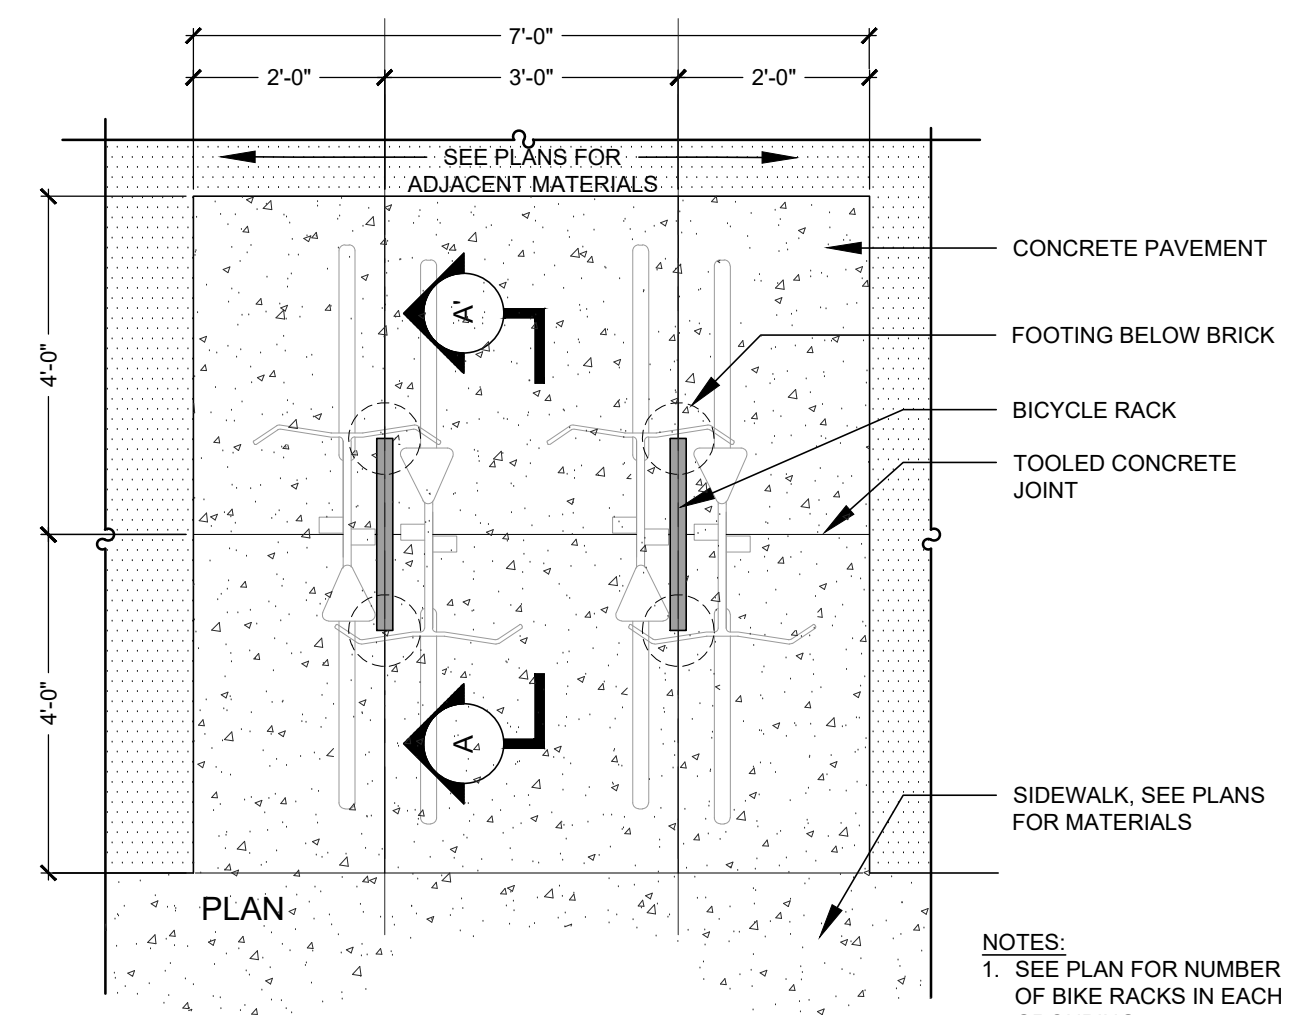 7'-0"
2'-0"
3'-0"
2'-0"
SEE PLANS FOR
ADJACENT MATERIALS
4'-0"
4'-0"
A'
A
CONCRETE PAVEMENT
FOOTING BELOW BRICK
BICYCLE RACK
TOOLED CONCRETE
JOINT
SIDEWALK, SEE PLANS
FOR MATERIALS
PLAN
NOTES:
1. SEE PLAN FOR NUMBER
OF BIKE RACKS IN EACH